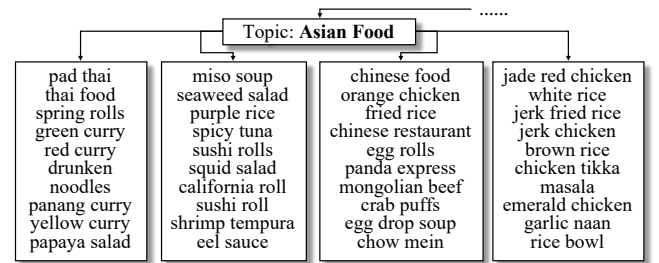 ......
Topic: Asian Food
pad thai
thai food
spring rolls
green curry
red curry
drunken
noodles
panang curry
yellow curry
papaya salad
miso soup
seaweed salad
purple rice
spicy tuna
sushi rolls
squid salad
california roll
sushi roll
shrimp tempura
eel sauce
chinese food
orange chicken
fried rice
chinese restaurant
egg rolls
panda express
mongolian beef
crab puffs
egg drop soup
chow mein
jade red chicken
white rice
jerk fried rice
jerk chicken
brown rice
chicken tikka
masala
emerald chicken
garlic naan
rice bowl